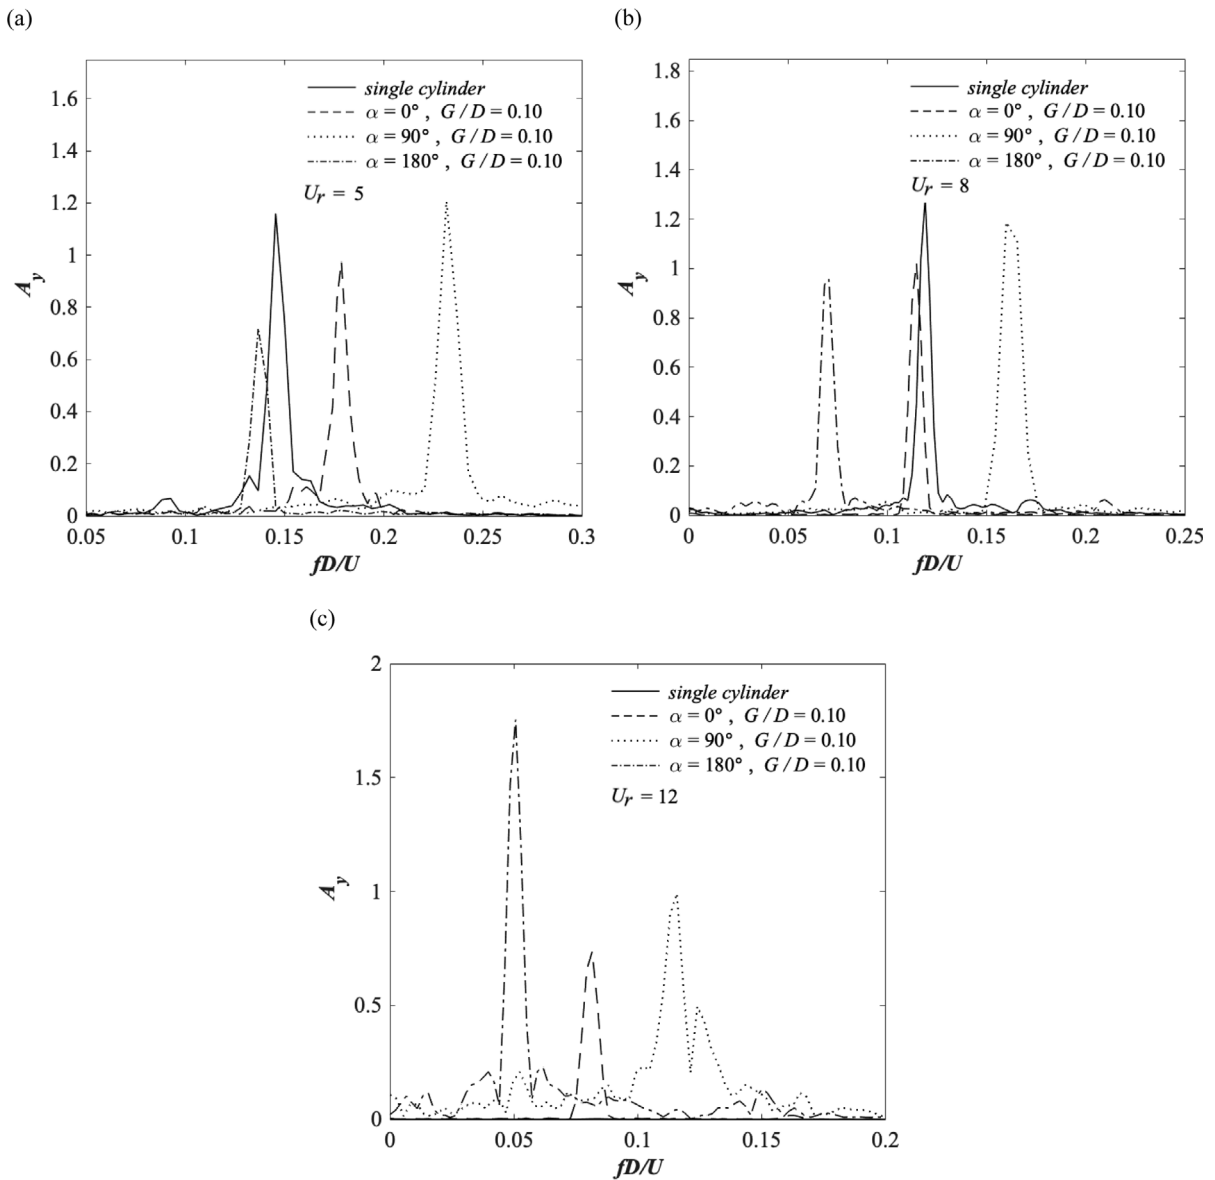 (a)
1.6
1.4
1.2
1
0.8
0.6
0.4
0.2
0
A_y
single cylinder
α = 0° , G/D = 0.10
α = 90° , G/D = 0.10
α = 180° , G/D = 0.10
U_r = 5
0.05 0.1 0.15 0.2 0.25 0.3
fD/U
(b)
1.8
1.6
1.4
1.2
1
0.8
0.6
0.4
0.2
0
A_y
single cylinder
α = 0° , G/D = 0.10
α = 90° , G/D = 0.10
α = 180° , G/D = 0.10
U_r = 8
0 0.05 0.1 0.15 0.2 0.25
fD/U
(c)
2
1.5
1
0.5
0
A_y
single cylinder
α = 0° , G/D = 0.10
α = 90° , G/D = 0.10
α = 180° , G/D = 0.10
U_r = 12
0 0.05 0.1 0.15 0.2
fD/U